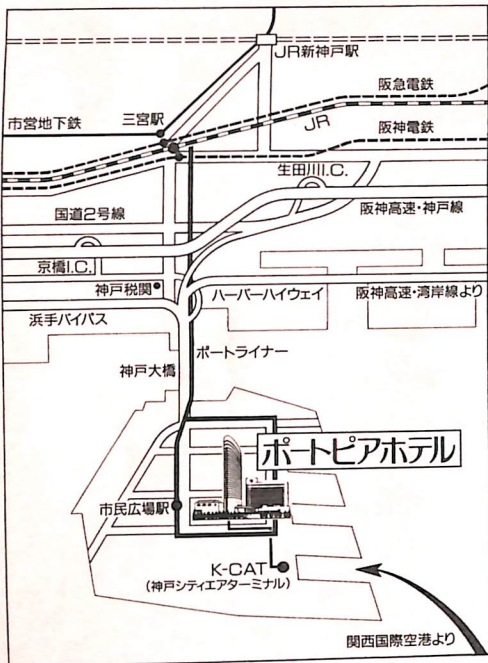 JR新神戸駅
阪急電鉄
三宮駅
市営地下鉄
JR
阪神電鉄
生田川I.C.
国道2号線
阪神高速・神戸線
京橋I.C.
神戸税関
ハーバーハイウェイ
阪神高速・湾岸線より
浜手バイパス
ポートライナー
神戸大橋
ポートピアホテル
市民広場駅
K-CAT
(神戸シティエアターミナル)
関西国際空港より